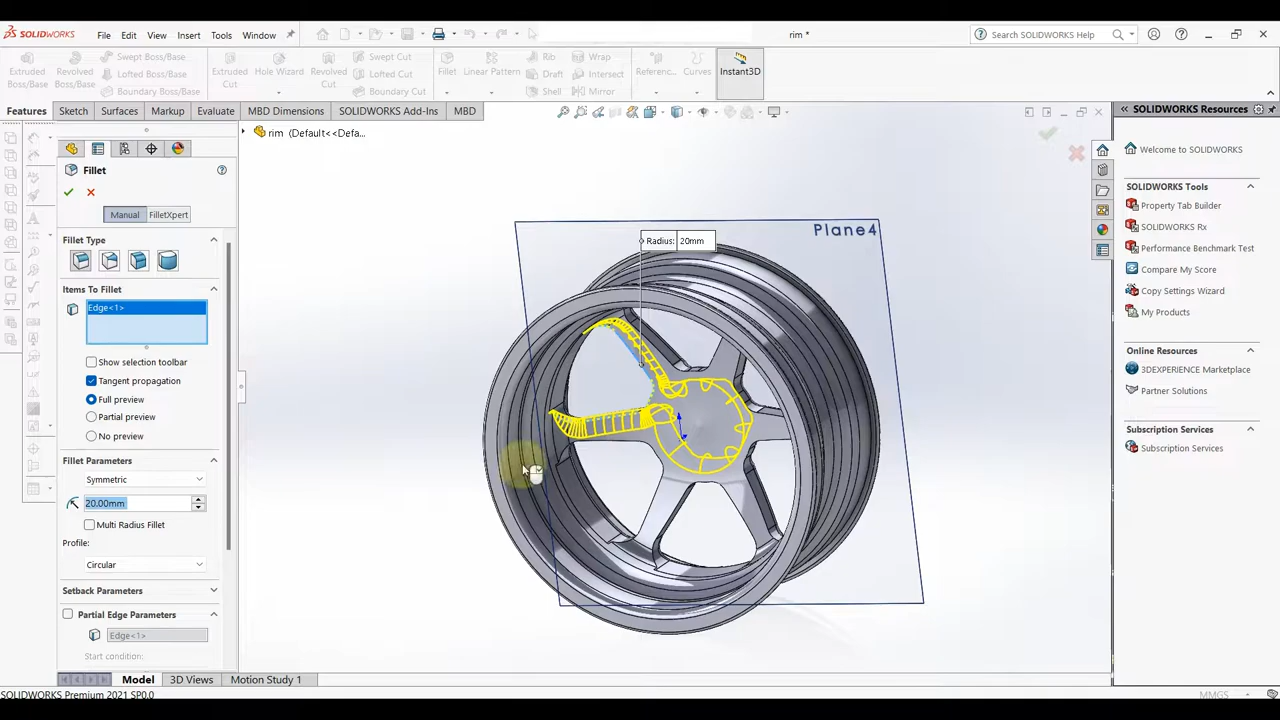 SOLIDWORKS File Edit View Insert Tools Window rim * Search SOLIDWORKS Help
Extruded Boss/Base
Revolved Boss/Base
Swept Boss/Base
Lofted Boss/Base
Boundary Boss/Base
Extruded Cut
Hole Wizard
Revolved Cut
Swept Cut
Lofted Cut
Boundary Cut
Fillet
Linear Pattern
Rib
Draft
Shell
Wrap
Intersect
Mirror
Referenc...
Curves
Instant3D
Features Sketch Surfaces Markup Evaluate MBD Dimensions SOLIDWORKS Add-Ins MBD
SOLIDWORKS Resources
rim (Default<<Defa...
Fillet
Manual FilletXpert
Fillet Type
Items To Fillet
Edge<1>
Show selection toolbar
Tangent propagation
Full preview
Partial preview
No preview
Fillet Parameters
Symmetric
20.00mm
Multi Radius Fillet
Profile:
Circular
Setback Parameters
Partial Edge Parameters
Edge<1>
Start condition:
Plane4
Radius: 20mm
Welcome to SOLIDWORKS
SOLIDWORKS Tools
Property Tab Builder
SOLIDWORKS Rx
Performance Benchmark Test
Compare My Score
Copy Settings Wizard
My Products
Online Resources
3DEXPERIENCE Marketplace
Partner Solutions
Subscription Services
Subscription Services
Model 3D Views Motion Study 1
SOLIDWORKS Premium 2021 SP0.0
MMGS